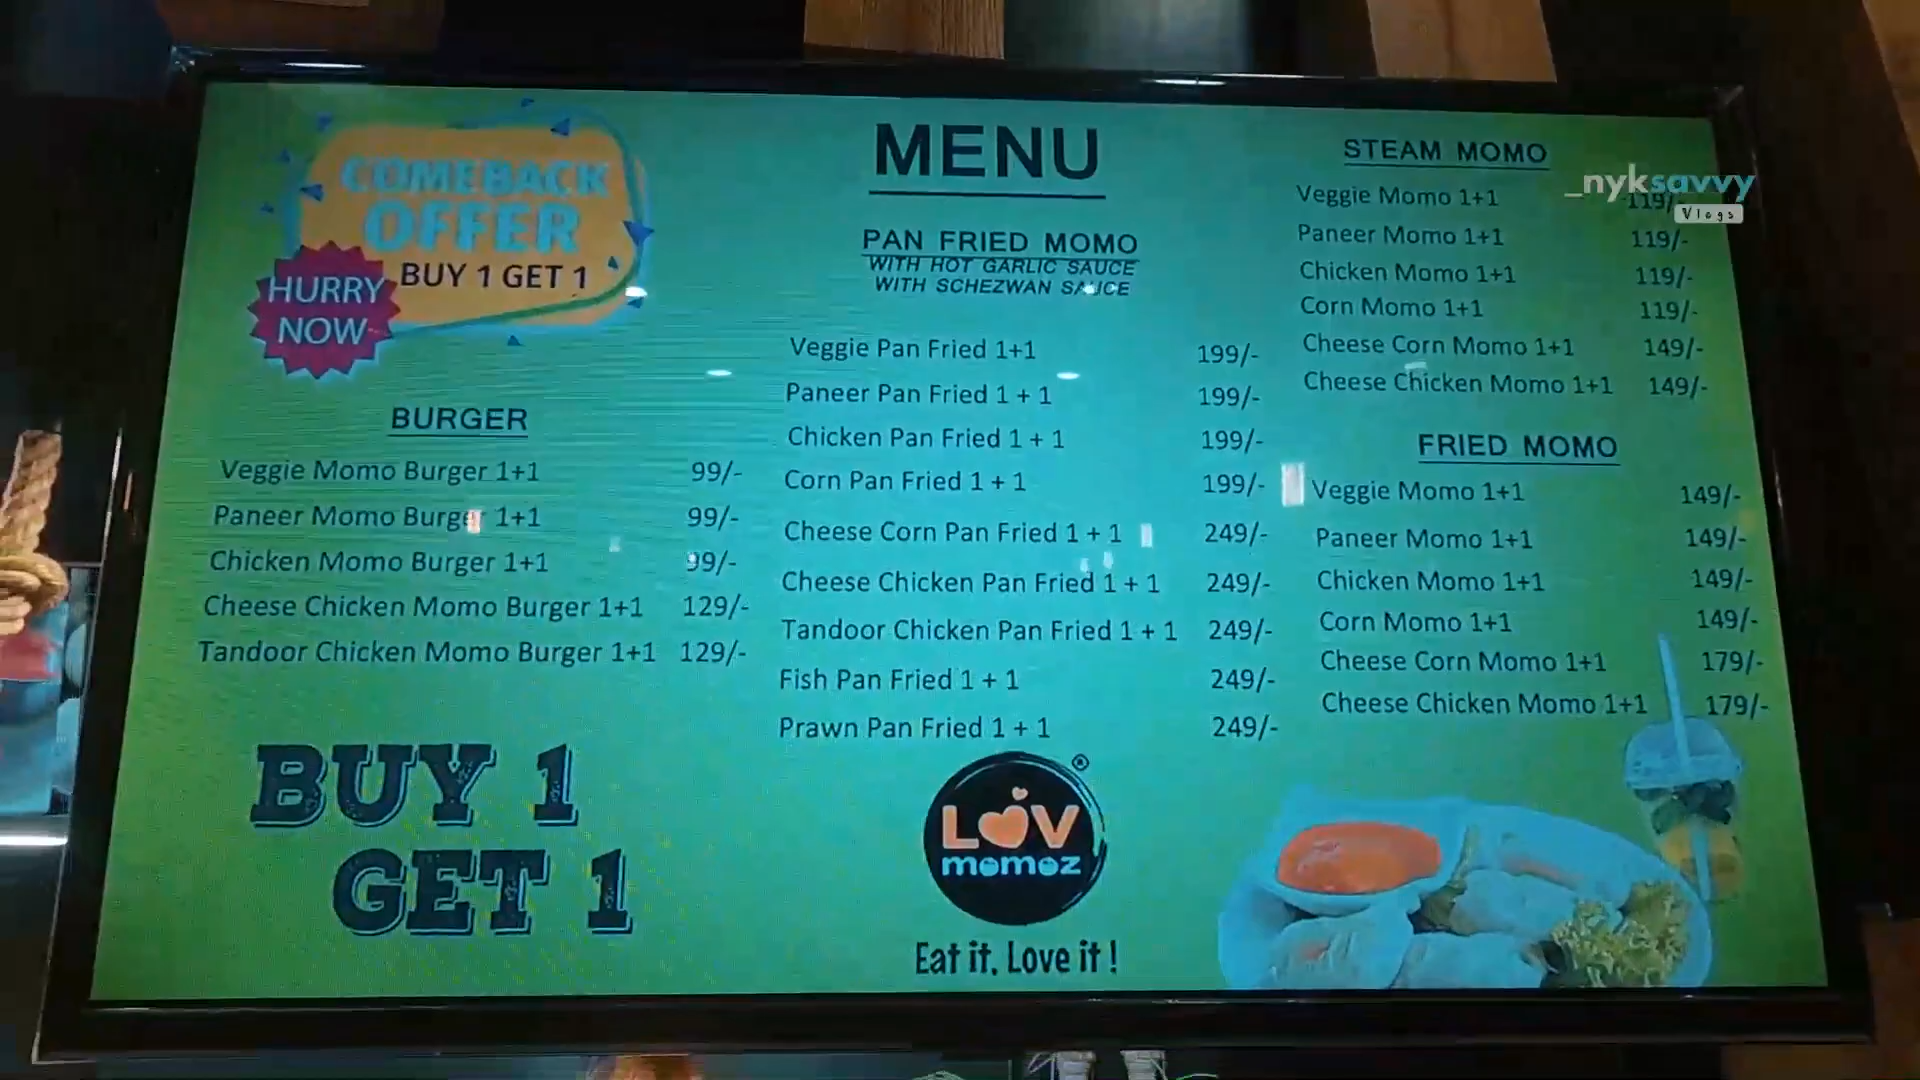 COMEBACK
OFFER
BUY 1 GET 1
HURRY
NOW
BURGER
Veggie Momo Burger 1+1 99/-
Paneer Momo Burger 1+1 99/-
Chicken Momo Burger 1+1 99/-
Cheese Chicken Momo Burger 1+1 129/-
Tandoor Chicken Momo Burger 1+1 129/-
BUY 1
GET 1
MENU
PAN FRIED MOMO
WITH HOT GARLIC SAUCE
WITH SCHEZWAN SAUCE
Veggie Pan Fried 1+1 199/-
Paneer Pan Fried 1 + 1 199/-
Chicken Pan Fried 1 + 1 199/-
Corn Pan Fried 1 + 1 199/-
Cheese Corn Pan Fried 1 + 1 249/-
Cheese Chicken Pan Fried 1 + 1 249/-
Tandoor Chicken Pan Fried 1 + 1 249/-
Fish Pan Fried 1 + 1 249/-
Prawn Pan Fried 1 + 1 249/-
LOV
momoz
®
Eat it, Love it !
STEAM MOMO
Veggie Momo 1+1 119/-
Paneer Momo 1+1 119/-
Chicken Momo 1+1 119/-
Corn Momo 1+1 119/-
Cheese Corn Momo 1+1 149/-
Cheese Chicken Momo 1+1 149/-
FRIED MOMO
Veggie Momo 1+1 149/-
Paneer Momo 1+1 149/-
Chicken Momo 1+1 149/-
Corn Momo 1+1 149/-
Cheese Corn Momo 1+1 179/-
Cheese Chicken Momo 1+1 179/-
_nyksavvy
Vlogs